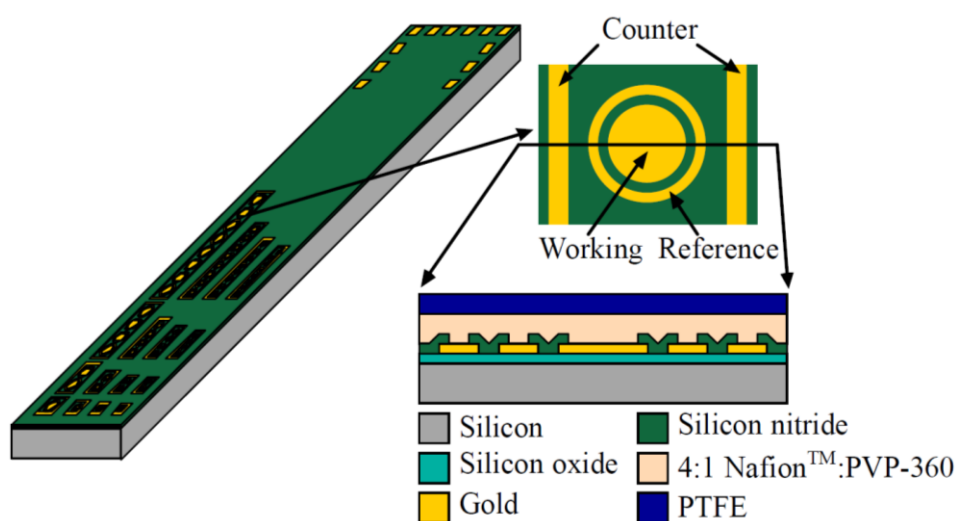 Counter
Working Reference
Silicon
Silicon nitride
Silicon oxide
4:1 Nafion™:PVP-360
Gold
PTFE